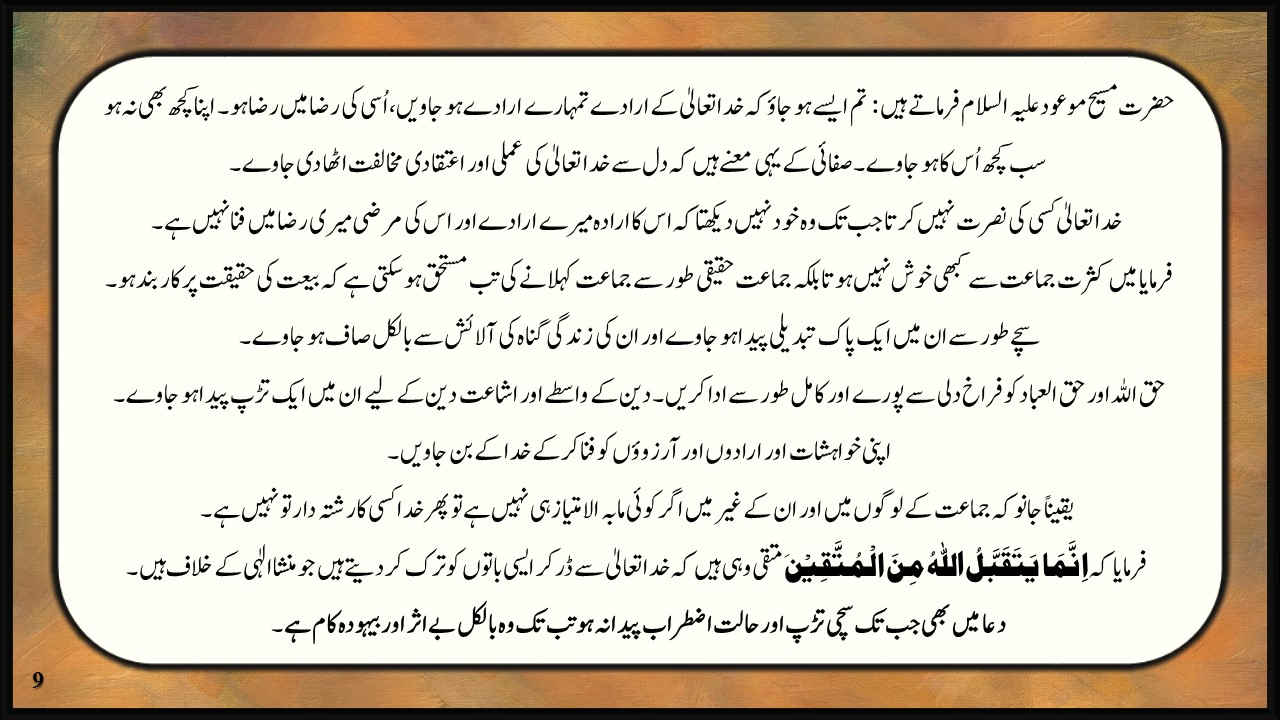 حضرت مسیح موعود علیہ السلام فرماتے ہیں: تم ایسے ہو جاؤ کہ خدا تعالیٰ کے ارادے تمہارے ارادے ہو جاویں، اُسی کی رضا میں رضا ہو۔ اپنا کچھ بھی نہ ہو
سب کچھ اُس کا ہو جاوے۔ صفائی کے یہی معنے ہیں کہ دل سے خدا تعالیٰ کی عملی اور اعتقادی مخالفت اٹھا دی جاوے۔
خدا تعالیٰ کسی کی نصرت نہیں کرتا جب تک وہ خود نہیں دیکھتا کہ اس کا ارادہ میرے ارادے اور اس کی مرضی میری رضا میں فنا نہیں ہے۔
فرمایا میں کثرت جماعت سے کبھی خوش نہیں ہوتا بلکہ جماعت حقیقی طور سے جماعت کہلانے کی تب مستحق ہو سکتی ہے کہ بیعت کی حقیقت پر کاربند ہو۔
سچے طور سے ان میں ایک پاک تبدیلی پیدا ہو جاوے اور ان کی زندگی گناہ کی آلائش سے بالکل صاف ہو جاوے۔
حق اللہ اور حق العباد کو فراخ دلی سے پورے اور کامل طور سے ادا کریں۔ دین کے واسطے اور اشاعت دین کے لیے ان میں ایک تڑپ پیدا ہو جاوے۔
اپنی خواہشات اور ارادوں اور آرزوؤں کو فنا کر کے خدا کے بن جاویں۔
یقیناً جانو کہ جماعت کے لوگوں میں اور ان کے غیر میں اگر کوئی مابہ الامتیاز ہی نہیں ہے تو پھر خدا کسی کا رشتہ دار تو نہیں ہے۔
فرمایا کہ اِنَّمَا یَتَقَبَّلُ اللّٰہُ مِنَ الْمُتَّقِیْنَ متقی وہی ہیں کہ خدا تعالیٰ سے ڈر کر ایسی باتوں کو ترک کر دیتے ہیں جو منشا الٰہی کے خلاف ہیں۔
دعا میں بھی جب تک سچی تڑپ اور حالت اضطراب پیدا نہ ہو تب تک وہ بالکل بے اثر اور بیہودہ کام ہے۔
9